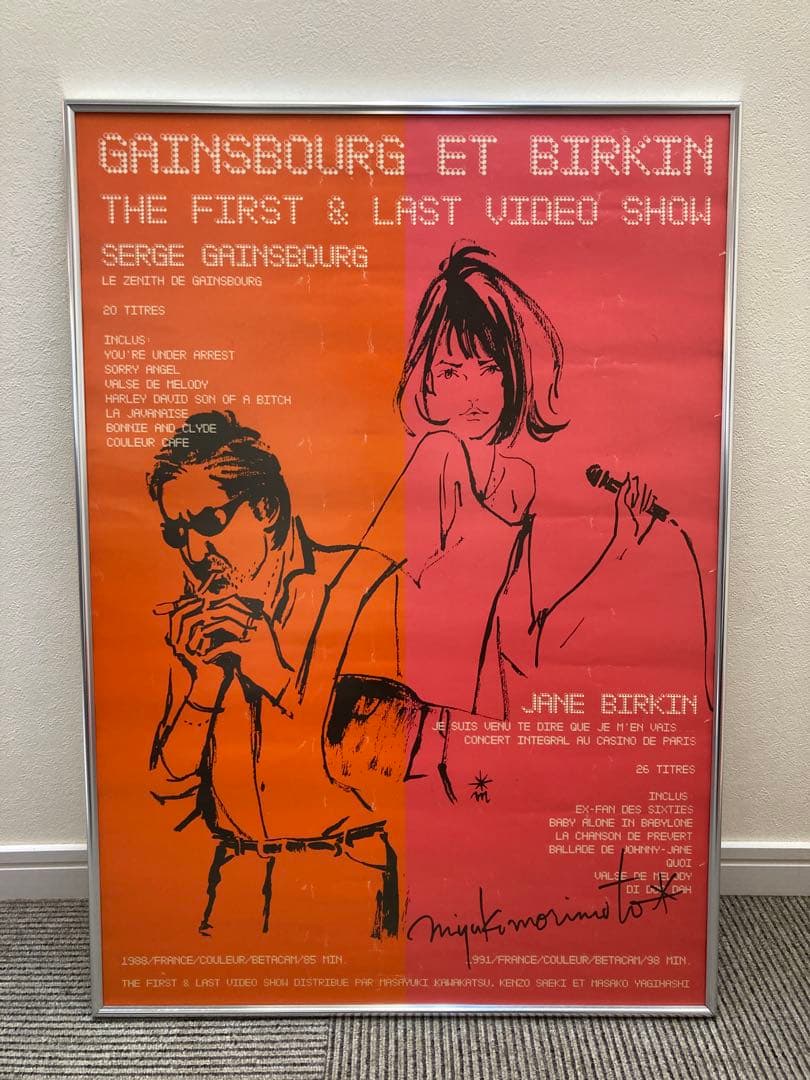 GAINSBOURG ET BIRKIN
THE FIRST & LAST VIDEO SHOW
SERGE GAINSBOURG
LE ZENITH DE GAINSBOURG
20 TITRES
INCLUS:
YOU'RE UNDER ARREST
SORRY ANGEL
VALSE DE MELODY
HARLEY DAVID SON OF A BITCH
LA JAVANAISE
BONNIE AND CLYDE
COULEUR CAFE
JANE BIRKIN
JE SUIS VENU TE DIRE QUE JE M'EN VAIS
CONCERT INTEGRAL AU CASINO DE PARIS
26 TITRES
INCLUS
EX-FAN DES SIXTIES
BABY ALONE IN BABYLONE
LA CHANSON DE PREVERT
BALLADE DE JOHNNY-JANE
QUOI
VALSE DE MELODY
DI DOO DAH
m
miyukimorimoto
1988/FRANCE/COULEUR/BETACAM/85 MIN.
1991/FRANCE/COULEUR/BETACAM/98 MIN.
THE FIRST & LAST VIDEO SHOW DISTRIBUE PAR MASAYUKI KAWAKATSU, KENZO SAEKI ET MASAKO YAGIHASHI